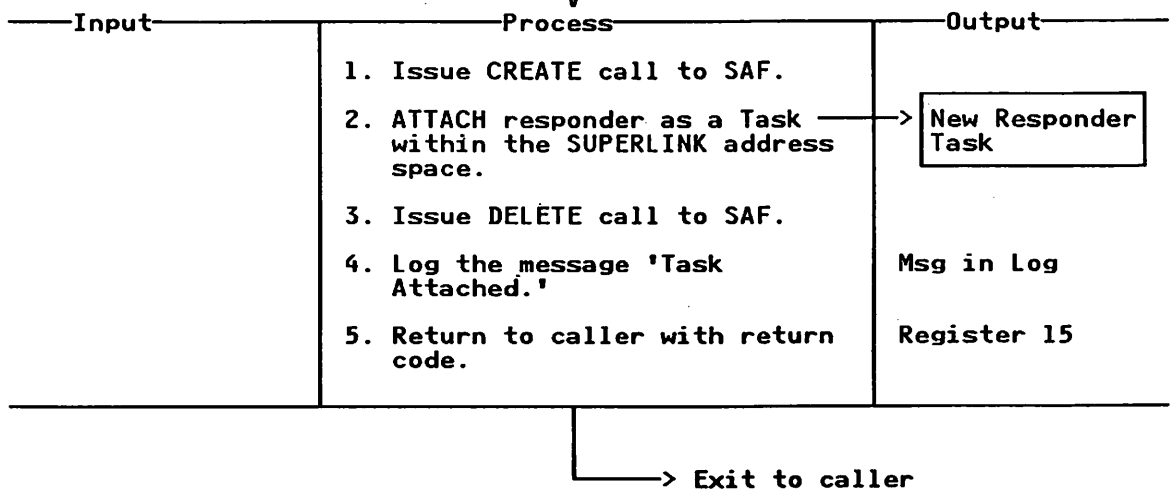 Input Process Output
1. Issue CREATE call to SAF.
2. ATTACH responder as a Task
within the SUPERLINK address
space.
New Responder
Task
3. Issue DELETE call to SAF.
4. Log the message 'Task
Attached.'
Msg in Log
5. Return to caller with return
code.
Register 15
Exit to caller